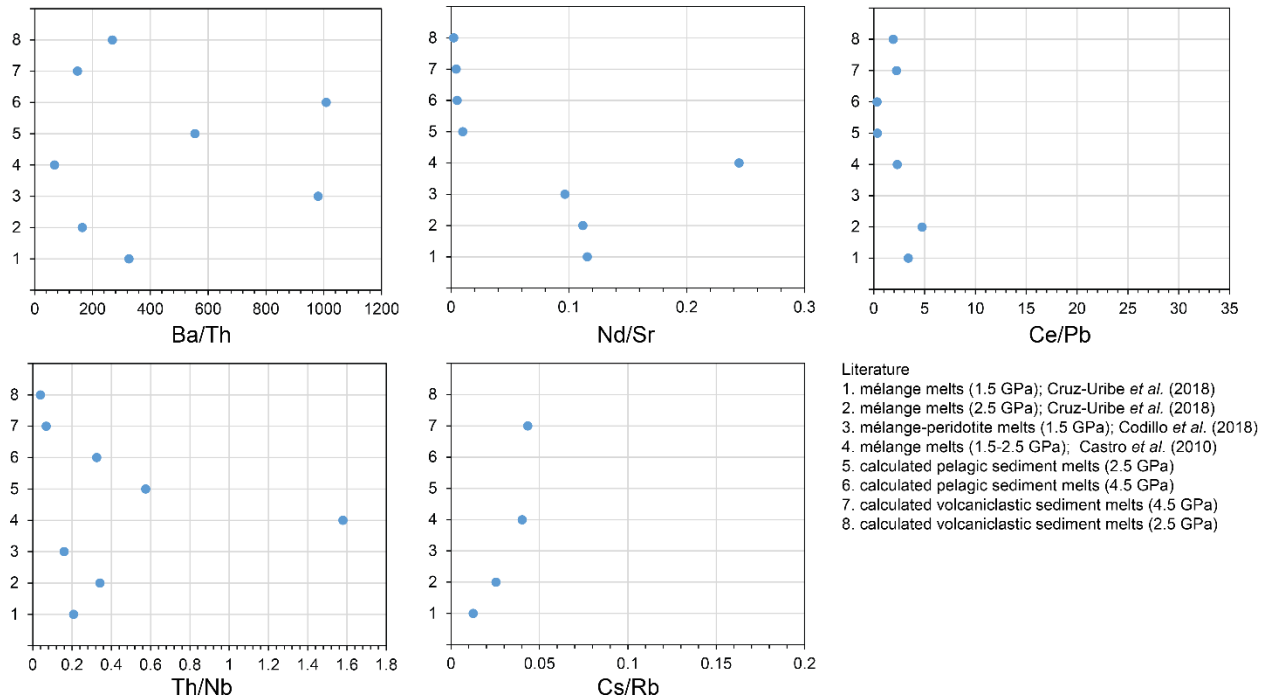 8
7
6
5
4
3
2
1
0 200 400 600 800 1000 1200
Ba/Th
8
7
6
5
4
3
2
1
0 0.1 0.2 0.3
Nd/Sr
8
7
6
5
4
3
2
1
0 5 10 15 20 25 30 35
Ce/Pb
8
7
6
5
4
3
2
1
0 0.2 0.4 0.6 0.8 1 1.2 1.4 1.6 1.8
Th/Nb
8
7
6
5
4
3
2
1
0 0.05 0.1 0.15 0.2
Cs/Rb
Literature
1. mélange melts (1.5 GPa); Cruz-Uribe et al. (2018)
2. mélange melts (2.5 GPa); Cruz-Uribe et al. (2018)
3. mélange-peridotite melts (1.5 GPa); Codillo et al. (2018)
4. mélange melts (1.5-2.5 GPa); Castro et al. (2010)
5. calculated pelagic sediment melts (2.5 GPa)
6. calculated pelagic sediment melts (4.5 GPa)
7. calculated volcaniclastic sediment melts (4.5 GPa)
8. calculated volcaniclastic sediment melts (2.5 GPa)